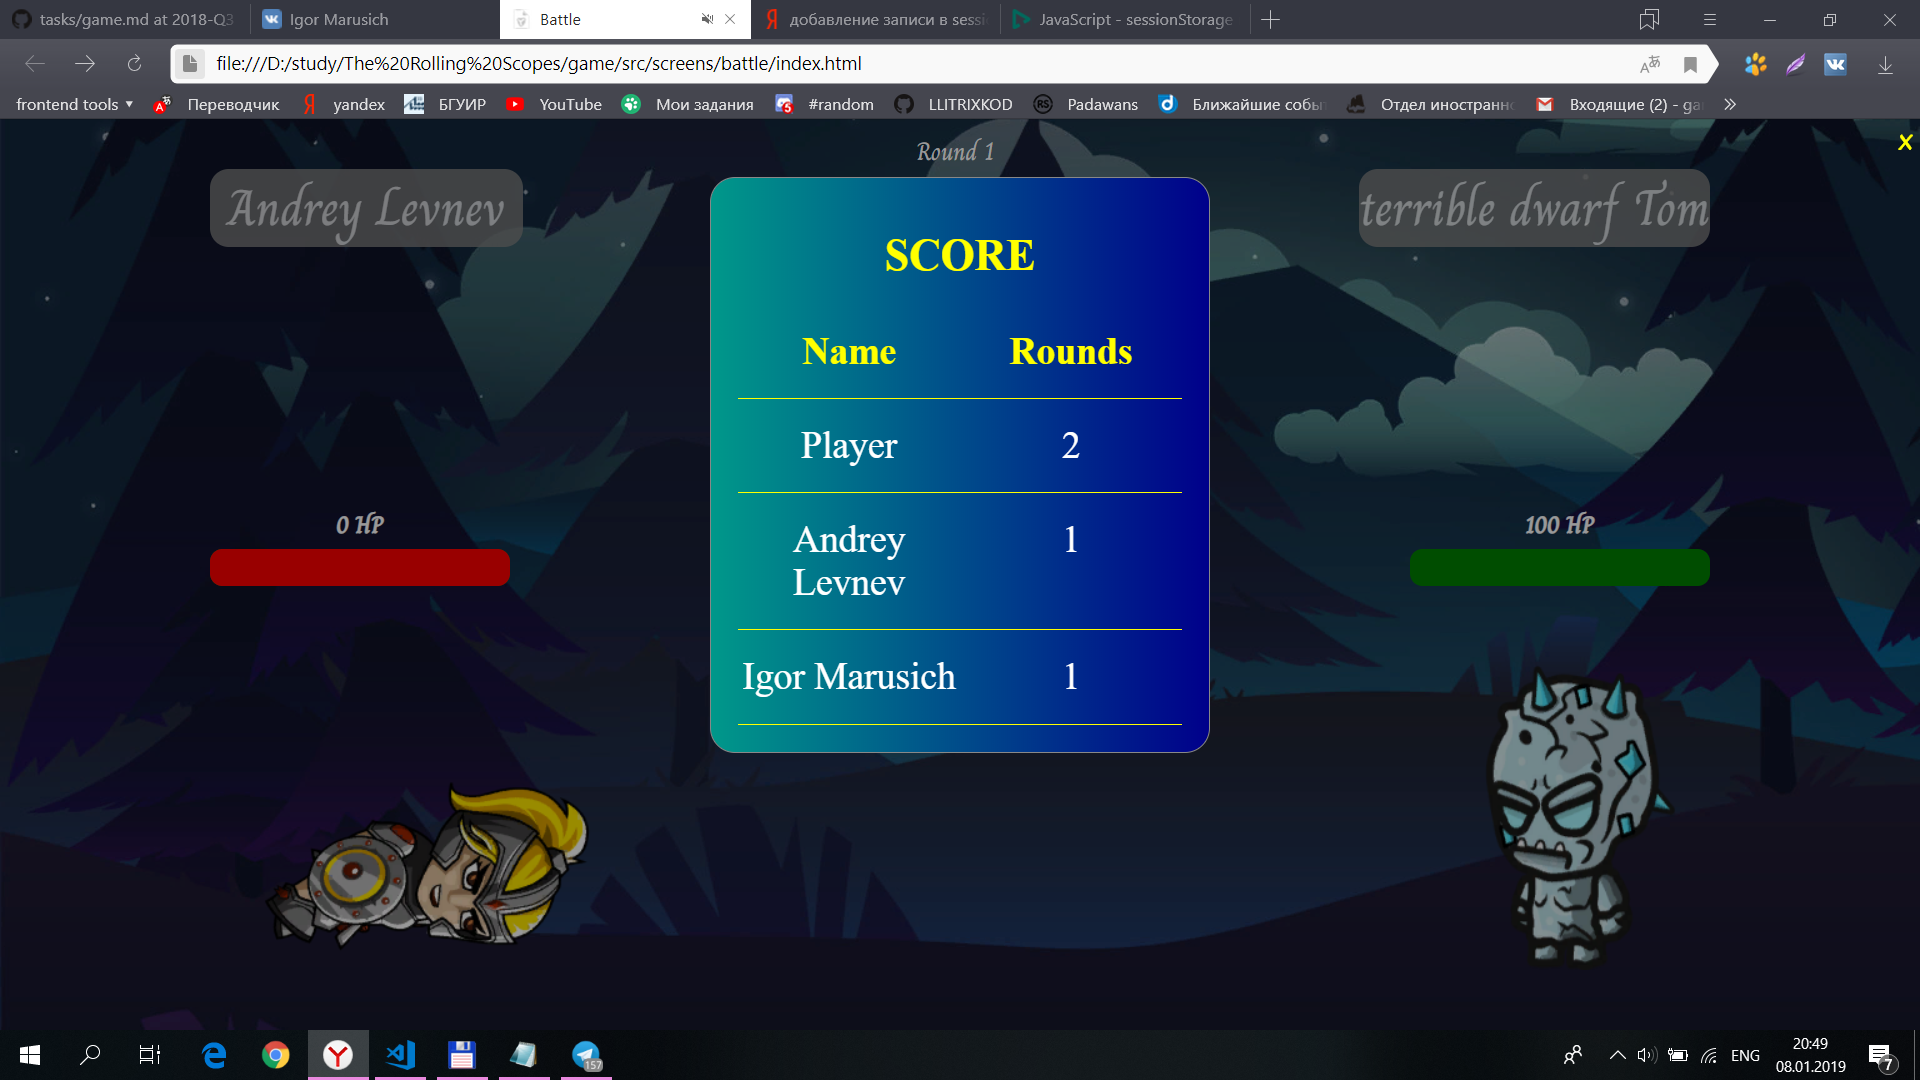 tasks/game.md at 2018-Q3
Igor Marusich
Battle
добавление записи в sessi
JavaScript - sessionStorage
file:///D:/study/The%20Rolling%20Scopes/game/src/screens/battle/index.html
frontend tools
Переводчик
yandex
БГУИР
YouTube
Мои задания
#random
LLITRIXKOD
Padawans
Ближайшие собы
Отдел иностранн
Входящие (2) - ga
Round 1
X
Andrey Levnev
terrible dwarf Tom
SCORE
Name Rounds
Player 2
Andrey 1
Levnev
Igor Marusich 1
0 HP
100 HP
157
ENG
20:49
08.01.2019
7